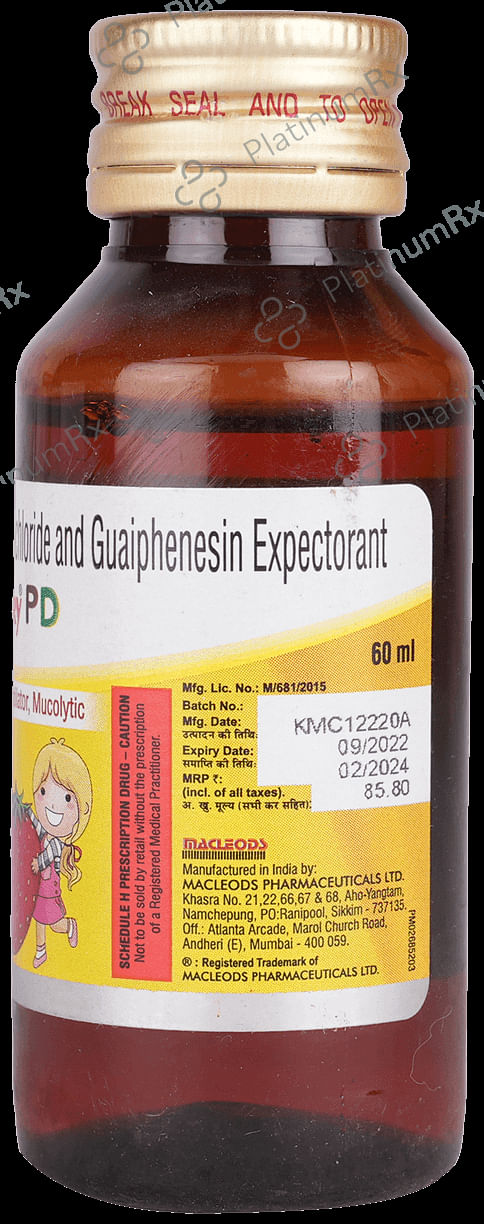 BREAK SEAL AND TO OPEN
PlatinumRx
chloride and Guaiphenesin Expectorant
y® PD
60 ml
Mucolytic
SCHEDULE H PRESCRIPTION DRUG – CAUTION
Not to be sold by retail without the prescription
of a Registered Medical Practitioner.
Mfg. Lic. No.: M/681/2015
Batch No.: KMC12220A
Mfg. Date: 09/2022
उत्पादन की तिथि:
Expiry Date: 02/2024
समाप्ति की तिथि:
MRP ₹: 85.80
(incl. of all taxes).
अ. खु. मूल्य (सभी कर सहित):
MACLEODS
Manufactured in India by:
MACLEODS PHARMACEUTICALS LTD.
Khasra No. 21,22,66,67 & 68, Aho-Yangtam,
Namchepung, PO:Ranipool, Sikkim - 737135.
Off.: Atlanta Arcade, Marol Church Road,
Andheri (E), Mumbai - 400 059.
® : Registered Trademark of
MACLEODS PHARMACEUTICALS LTD.
PM02685203